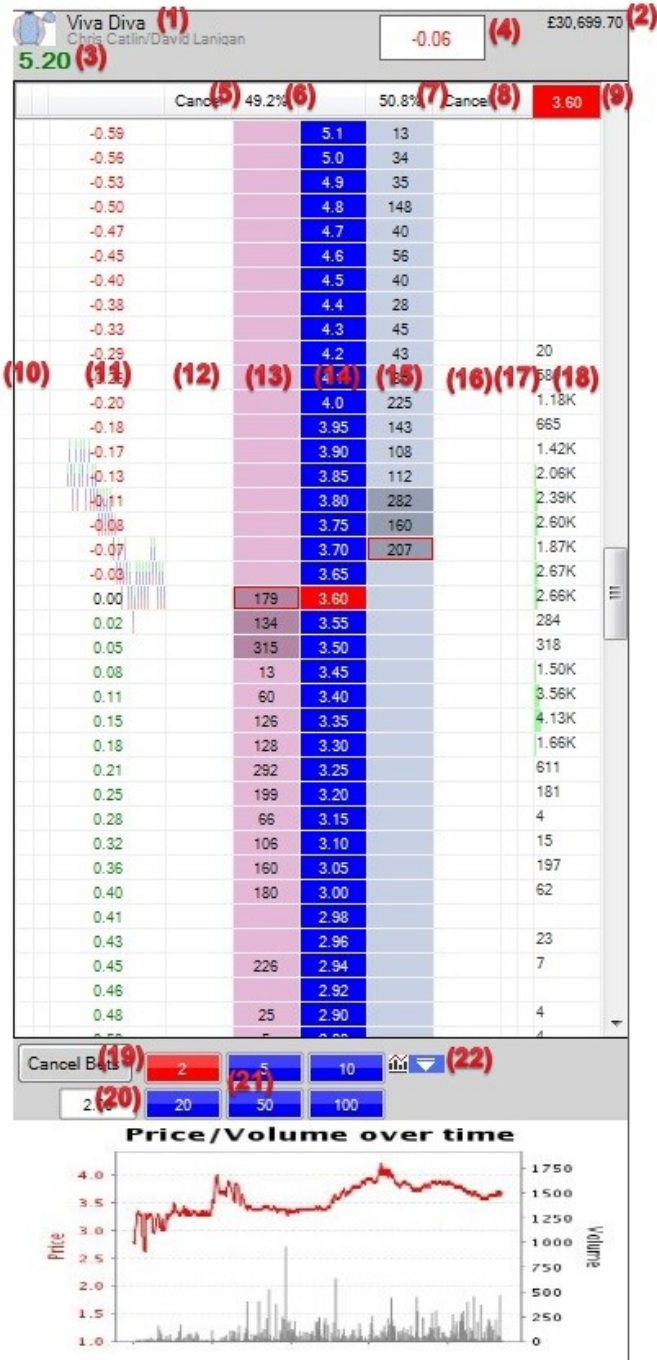 Viva Diva (1) £30,699.70 (2)
Chris Catlin/David Lanigan
5.20 (3) -0.06 (4)
Cancel (5) 49.2% (6) 50.8% (7) Cancel (8) 3.60 (9)
-0.59 5.1 13
-0.56 5.0 34
-0.53 4.9 35
-0.50 4.8 148
-0.47 4.7 40
-0.45 4.6 56
-0.40 4.5 40
-0.38 4.4 28
-0.33 4.3 45
-0.29 4.2 43 20
(10) (11) (12) (13) (14) (15) (16) (17) (18)
-0.20 4.0 225 1.18K
-0.18 3.95 143 665
-0.17 3.90 108 1.42K
-0.13 3.85 112 2.06K
-0.11 3.80 282 2.39K
-0.08 3.75 160 2.60K
-0.07 3.70 207 1.87K
-0.03 3.65 2.67K
0.00 179 3.60 2.66K
0.02 134 3.55 284
0.05 315 3.50 318
0.08 13 3.45 1.50K
0.11 60 3.40 3.56K
0.15 126 3.35 4.13K
0.18 128 3.30 1.66K
0.21 292 3.25 611
0.25 199 3.20 181
0.28 66 3.15 4
0.32 106 3.10 15
0.36 160 3.05 197
0.40 180 3.00 62
0.41 2.98
0.43 2.96 23
0.45 226 2.94 7
0.46 2.92
0.48 25 2.90 4
Cancel Bets (19) 2 5 10 (22)
(20) 20 (21) 50 100
Price/Volume over time
4.0 1750
3.5 1500
3.0 1250
2.5 1000
2.0 750
1.5 500
1.0 250
0
Price
Volume